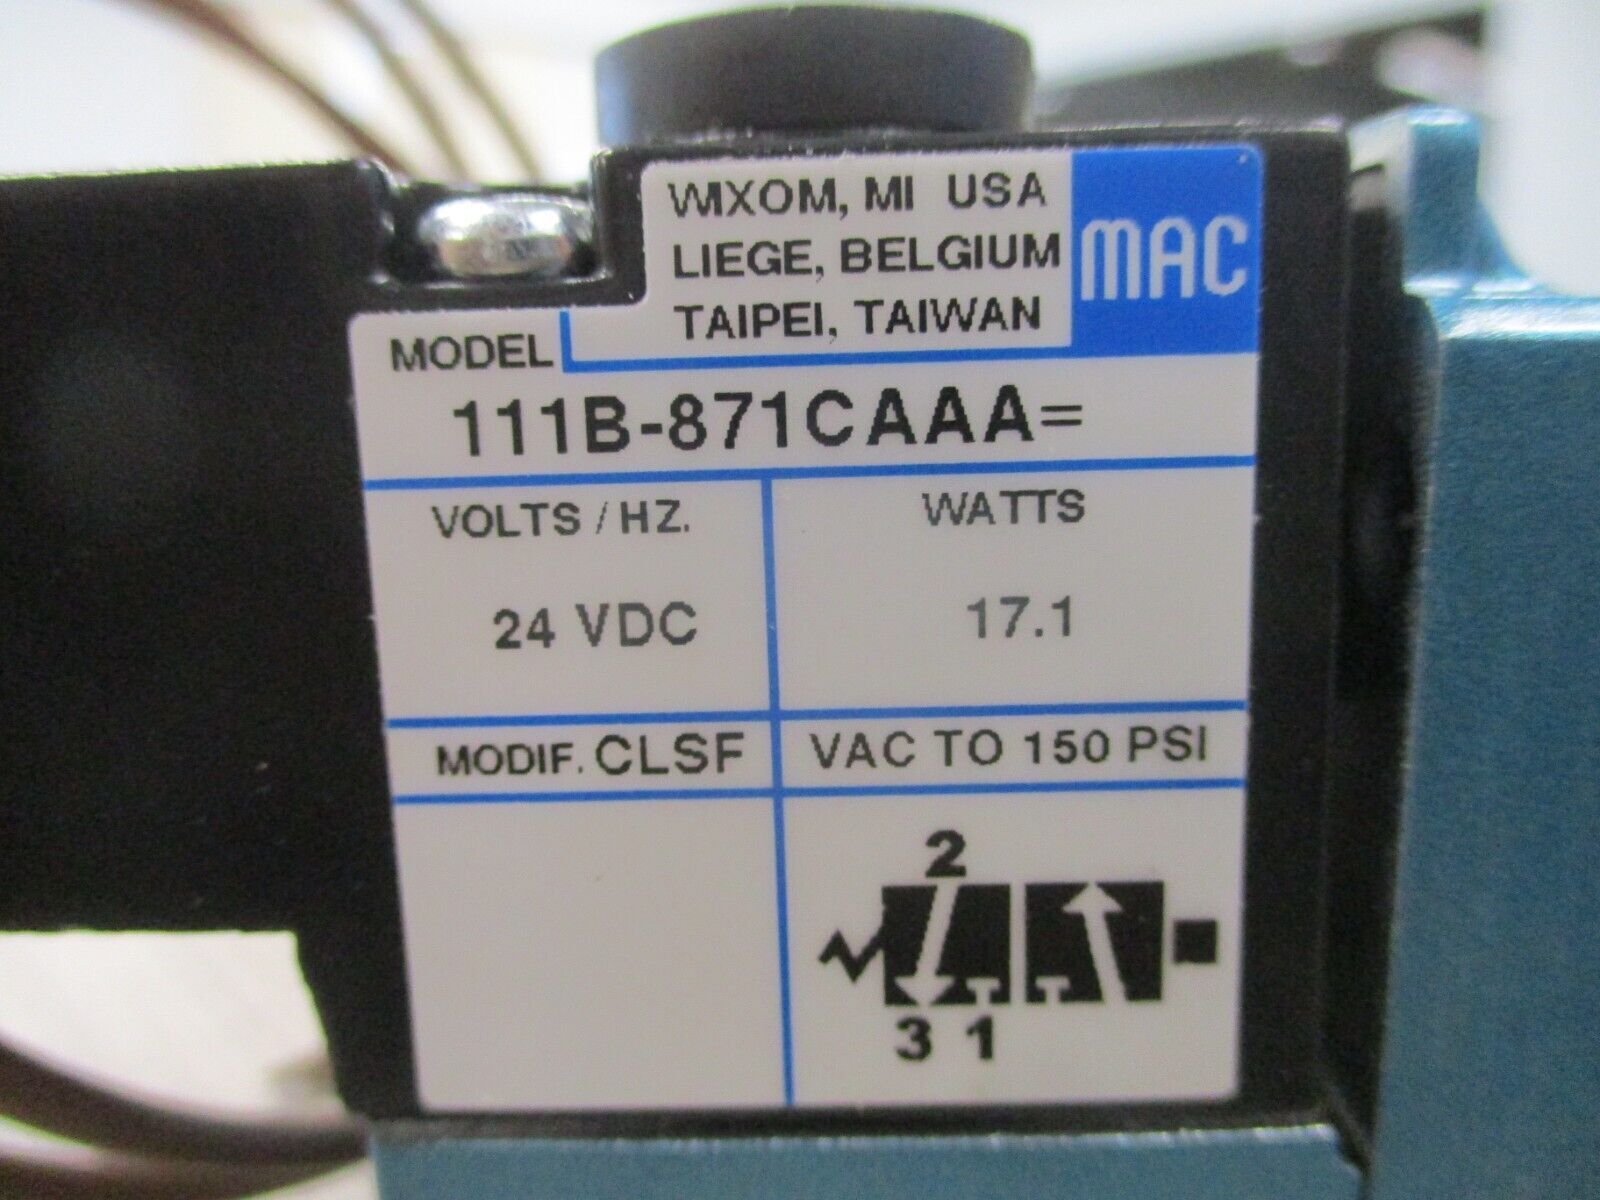 WIXOM, MI USA
LIEGE, BELGIUM
TAIPEI, TAIWAN
MAC
MODEL
111B-871CAAA=
VOLTS / HZ.
WATTS
24 VDC
17.1
MODIF. CLSF
VAC TO 150 PSI
2
3 1